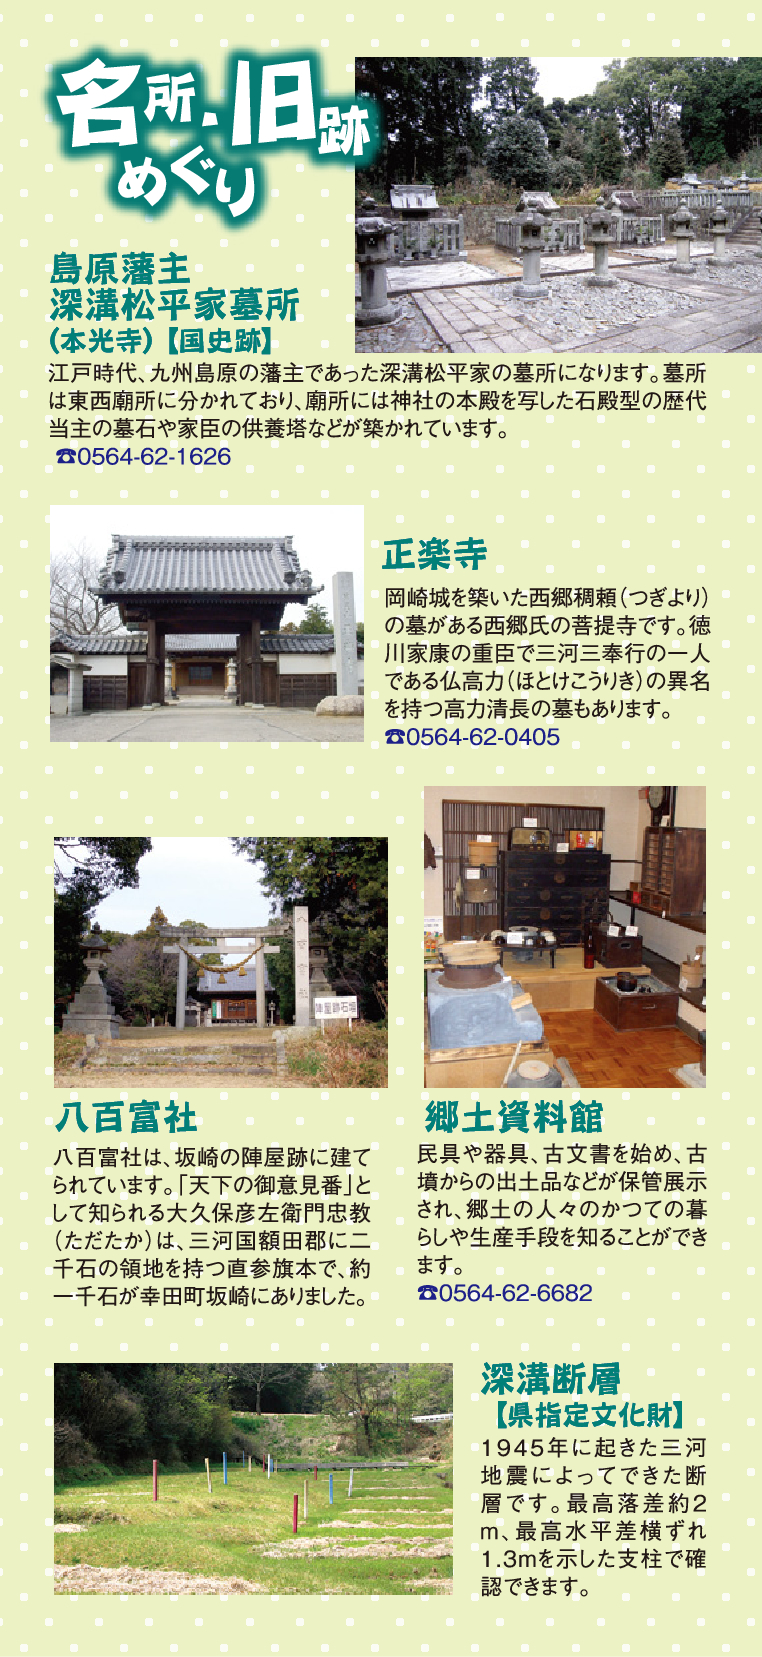 名所・旧跡
めぐり
島原藩主
深溝松平家墓所
(本光寺)【国史跡】
江戸時代、九州島原の藩主であった深溝松平家の墓所になります。墓所
は東西廟所に分かれており、廟所には神社の本殿を写した石殿型の歴代
当主の墓石や家臣の供養塔などが築かれています。
☎0564-62-1626
正楽寺
岡崎城を築いた西郷稠頼(つぎより)
の墓がある西郷氏の菩提寺です。徳
川家康の重臣で三河三奉行の一人
である仏高力(ほとけこうりき)の異名
を持つ高力清長の墓もあります。
☎0564-62-0405
八百富社
陣屋跡石垣
八百富社
八百富社は、坂崎の陣屋跡に建て
られています。「天下の御意見番」と
して知られる大久保彦左衛門忠教
(ただたか)は、三河国額田郡に二
千石の領地を持つ直参旗本で、約
一千石が幸田町坂崎にありました。
郷土資料館
民具や器具、古文書を始め、古
墳からの出土品などが保管展示
され、郷土の人々のかつての暮
らしや生産手段を知ることができ
ます。
☎0564-62-6682
深溝断層
【県指定文化財】
1945年に起きた三河
地震によってできた断
層です。最高落差約2
m、最高水平差横ずれ
1.3mを示した支柱で確
認できます。